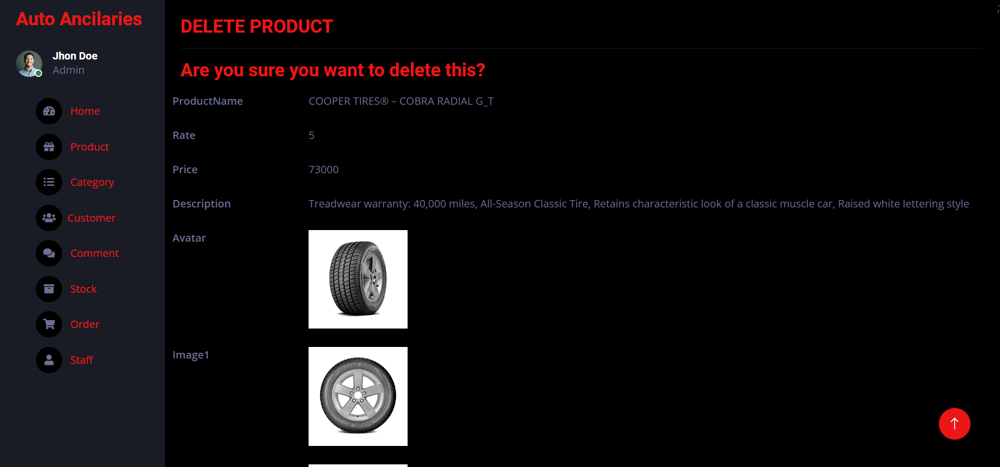 Auto Ancilaries
Jhon Doe
Admin
Home
Product
Category
Customer
Comment
Stock
Order
Staff
;
DELETE PRODUCT
Are you sure you want to delete this?
ProductName COOPER TIRES® – COBRA RADIAL G_T
Rate 5
Price 73000
Description Treadwear warranty: 40,000 miles, All-Season Classic Tire, Retains characteristic look of a classic muscle car, Raised white lettering style
Avatar
Image1